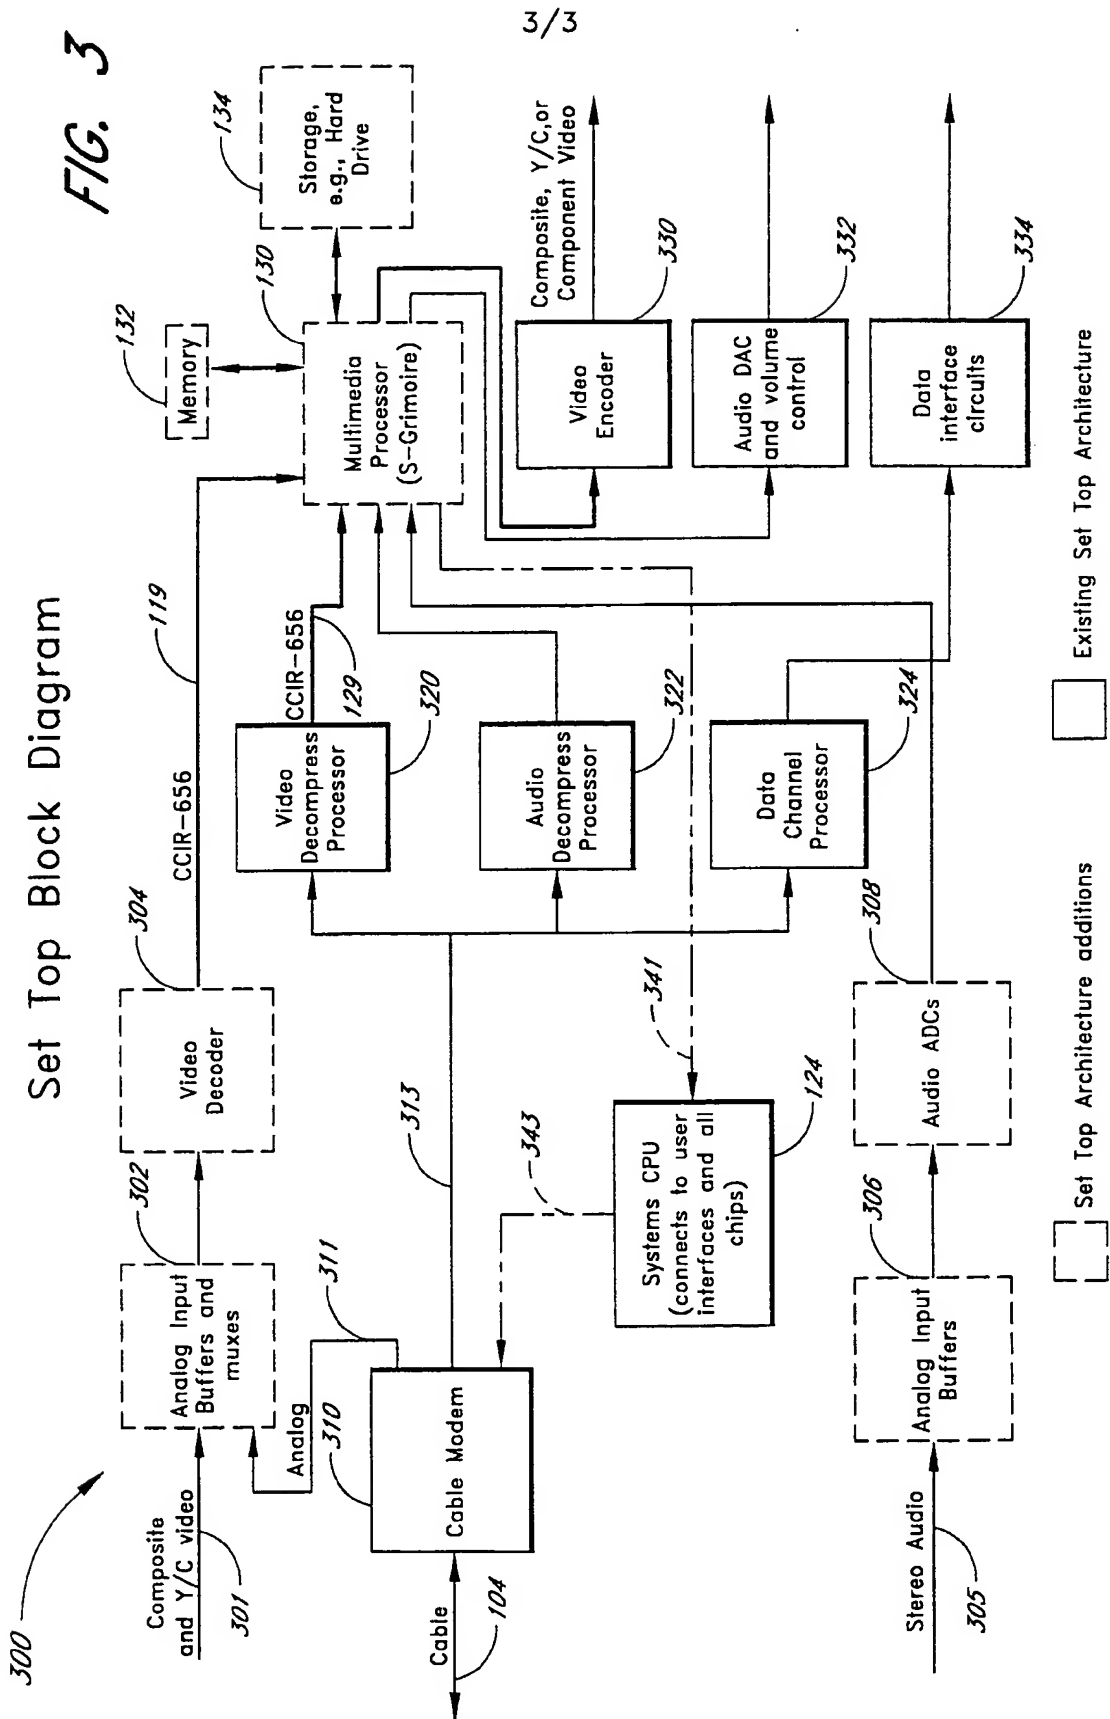 3/3
FIG. 3
Set Top Block Diagram
300
Composite
and Y/C video
301
Analog Input
Buffers and
muxes
302
Video
Decoder
304
CCIR-656
119
Memory
132
Multimedia
Processor
(S-Grimoire)
130
Storage,
e.g., Hard
Drive
134
Analog
311
Cable
104
Cable Modem
310
313
Video
Decompress
Processor
320
CCIR-656
129
Audio
Decompress
Processor
322
Data
Channel
Processor
324
Video
Encoder
330
Composite, Y/C,or
Component Video
Audio DAC
and volume
control
332
Data
interface
circuits
334
343
341
Systems CPU
(connects to user
interfaces and all
chips)
124
Stereo Audio
305
Analog Input
Buffers
306
Audio ADCs
308
Set Top Architecture additions
Existing Set Top Architecture